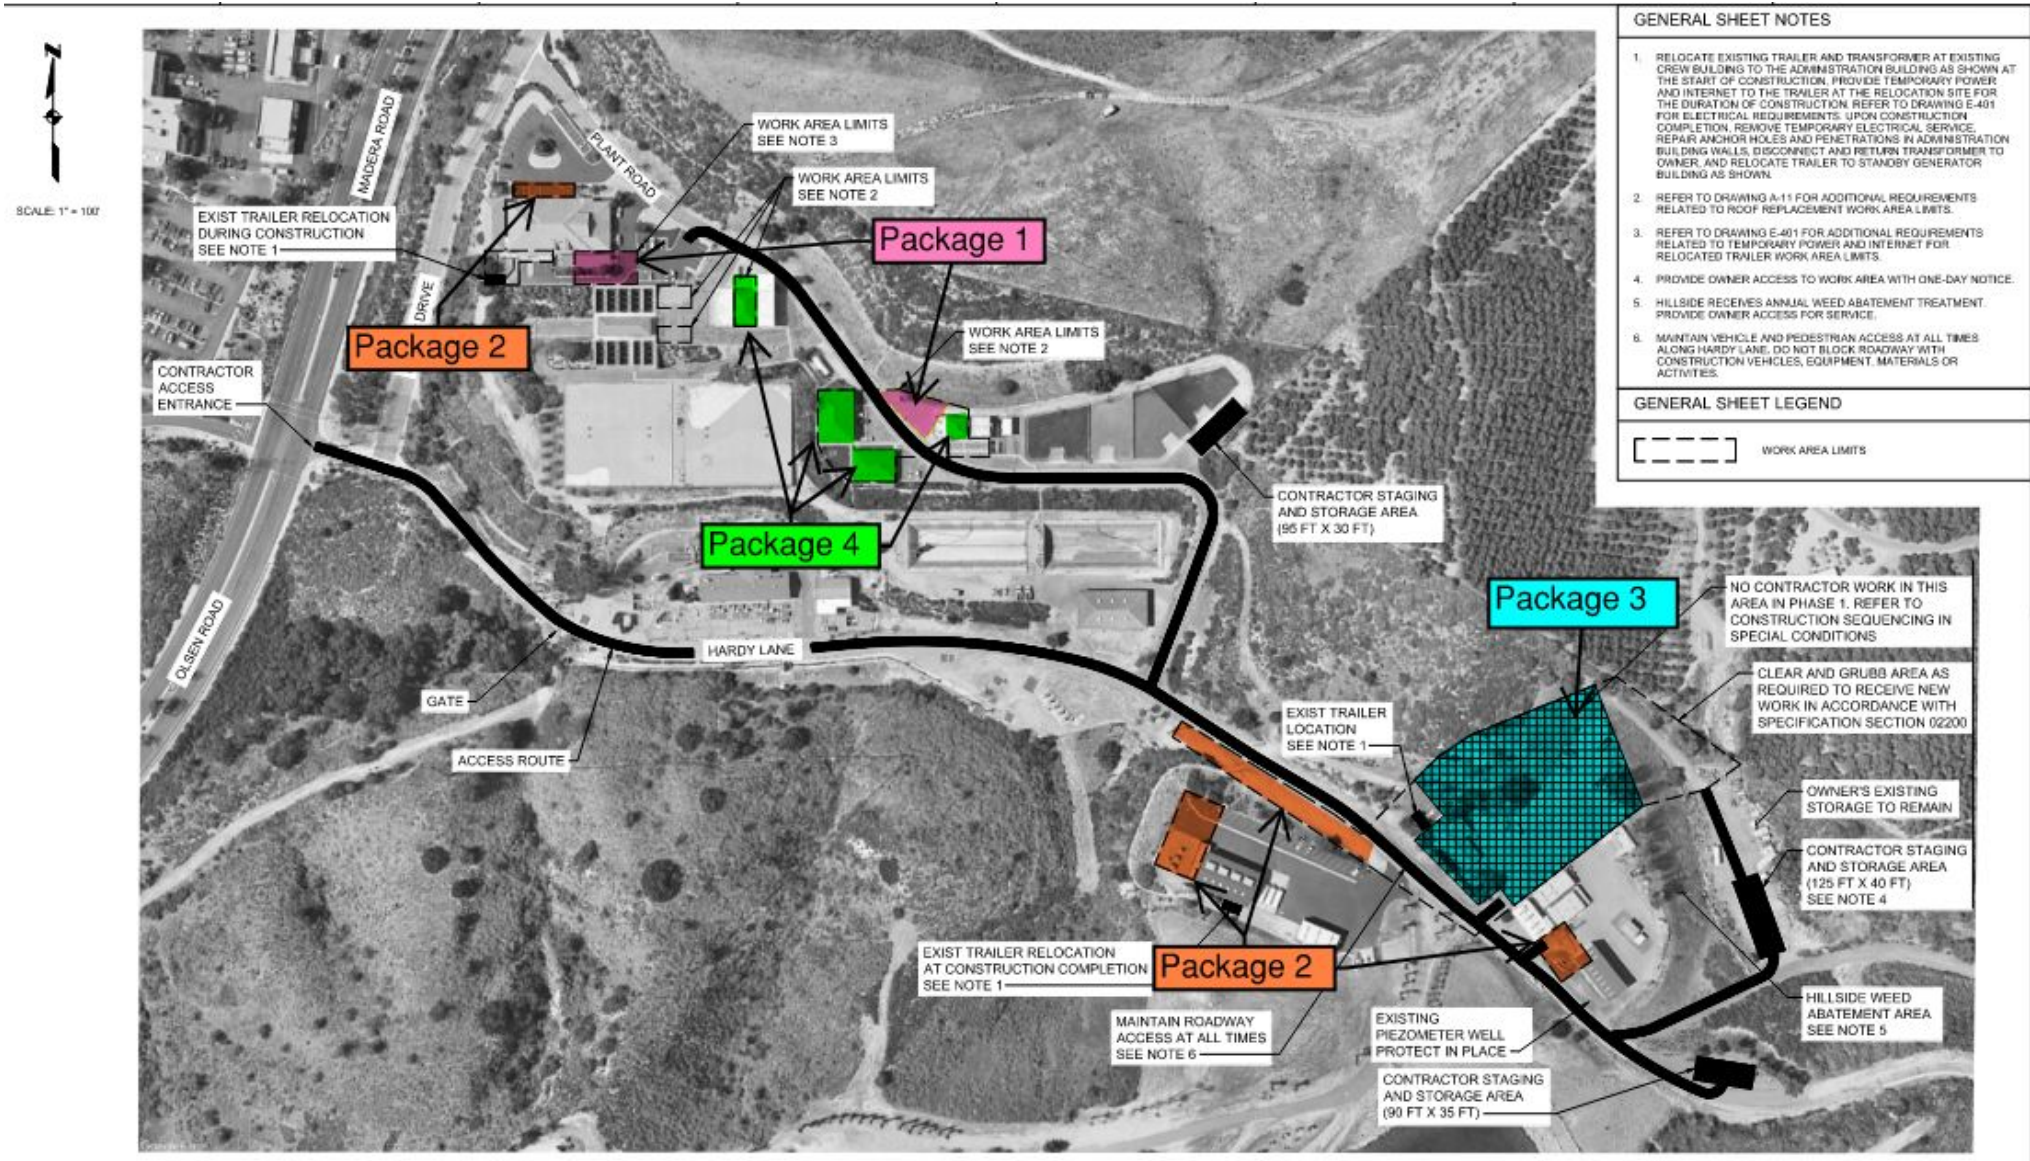 N
SCALE: 1" = 100'
GENERAL SHEET NOTES
1. RELOCATE EXISTING TRAILER AND TRANSFORMER AT EXISTING
CREW BUILDING TO THE ADMINISTRATION BUILDING AS SHOWN AT
THE START OF CONSTRUCTION. PROVIDE TEMPORARY POWER
AND INTERNET TO THE TRAILER AT THE RELOCATION SITE FOR
THE DURATION OF CONSTRUCTION. REFER TO DRAWING E-401
FOR ELECTRICAL REQUIREMENTS. UPON CONSTRUCTION
COMPLETION, REMOVE TEMPORARY ELECTRICAL SERVICE,
REPAIR ANCHOR HOLES AND PENETRATIONS IN ADMINISTRATION
BUILDING WALLS, DISCONNECT AND RETURN TRANSFORMER TO
OWNER, AND RELOCATE TRAILER TO STANDBY GENERATOR
BUILDING AS SHOWN.
2. REFER TO DRAWING A-11 FOR ADDITIONAL REQUIREMENTS
RELATED TO ROOF REPLACEMENT WORK AREA LIMITS.
3. REFER TO DRAWING E-401 FOR ADDITIONAL REQUIREMENTS
RELATED TO TEMPORARY POWER AND INTERNET FOR
RELOCATED TRAILER WORK AREA LIMITS.
4. PROVIDE OWNER ACCESS TO WORK AREA WITH ONE-DAY NOTICE.
5. HILLSIDE RECEIVES ANNUAL WEED ABATEMENT TREATMENT.
PROVIDE OWNER ACCESS FOR SERVICE.
6. MAINTAIN VEHICLE AND PEDESTRIAN ACCESS AT ALL TIMES
ALONG HARDY LANE. DO NOT BLOCK ROADWAY WITH
CONSTRUCTION VEHICLES, EQUIPMENT, MATERIALS OR
ACTIVITIES.
GENERAL SHEET LEGEND
WORK AREA LIMITS
MADERA ROAD
PLANT ROAD
WORK AREA LIMITS
SEE NOTE 3
WORK AREA LIMITS
SEE NOTE 2
EXIST TRAILER RELOCATION
DURING CONSTRUCTION
SEE NOTE 1
Package 1
DRIVE
Package 2
WORK AREA LIMITS
SEE NOTE 2
CONTRACTOR
ACCESS
ENTRANCE
CONTRACTOR STAGING
AND STORAGE AREA
(95 FT X 30 FT)
Package 4
OLSEN ROAD
HARDY LANE
GATE
ACCESS ROUTE
Package 3
NO CONTRACTOR WORK IN THIS
AREA IN PHASE 1. REFER TO
CONSTRUCTION SEQUENCING IN
SPECIAL CONDITIONS
CLEAR AND GRUBB AREA AS
REQUIRED TO RECEIVE NEW
WORK IN ACCORDANCE WITH
SPECIFICATION SECTION 02200
EXIST TRAILER
LOCATION
SEE NOTE 1
OWNER'S EXISTING
STORAGE TO REMAIN
CONTRACTOR STAGING
AND STORAGE AREA
(125 FT X 40 FT)
SEE NOTE 4
EXIST TRAILER RELOCATION
AT CONSTRUCTION COMPLETION
SEE NOTE 1
Package 2
HILLSIDE WEED
ABATEMENT AREA
SEE NOTE 5
MAINTAIN ROADWAY
ACCESS AT ALL TIMES
SEE NOTE 6
EXISTING
PIEZOMETER WELL
PROTECT IN PLACE
CONTRACTOR STAGING
AND STORAGE AREA
(90 FT X 35 FT)